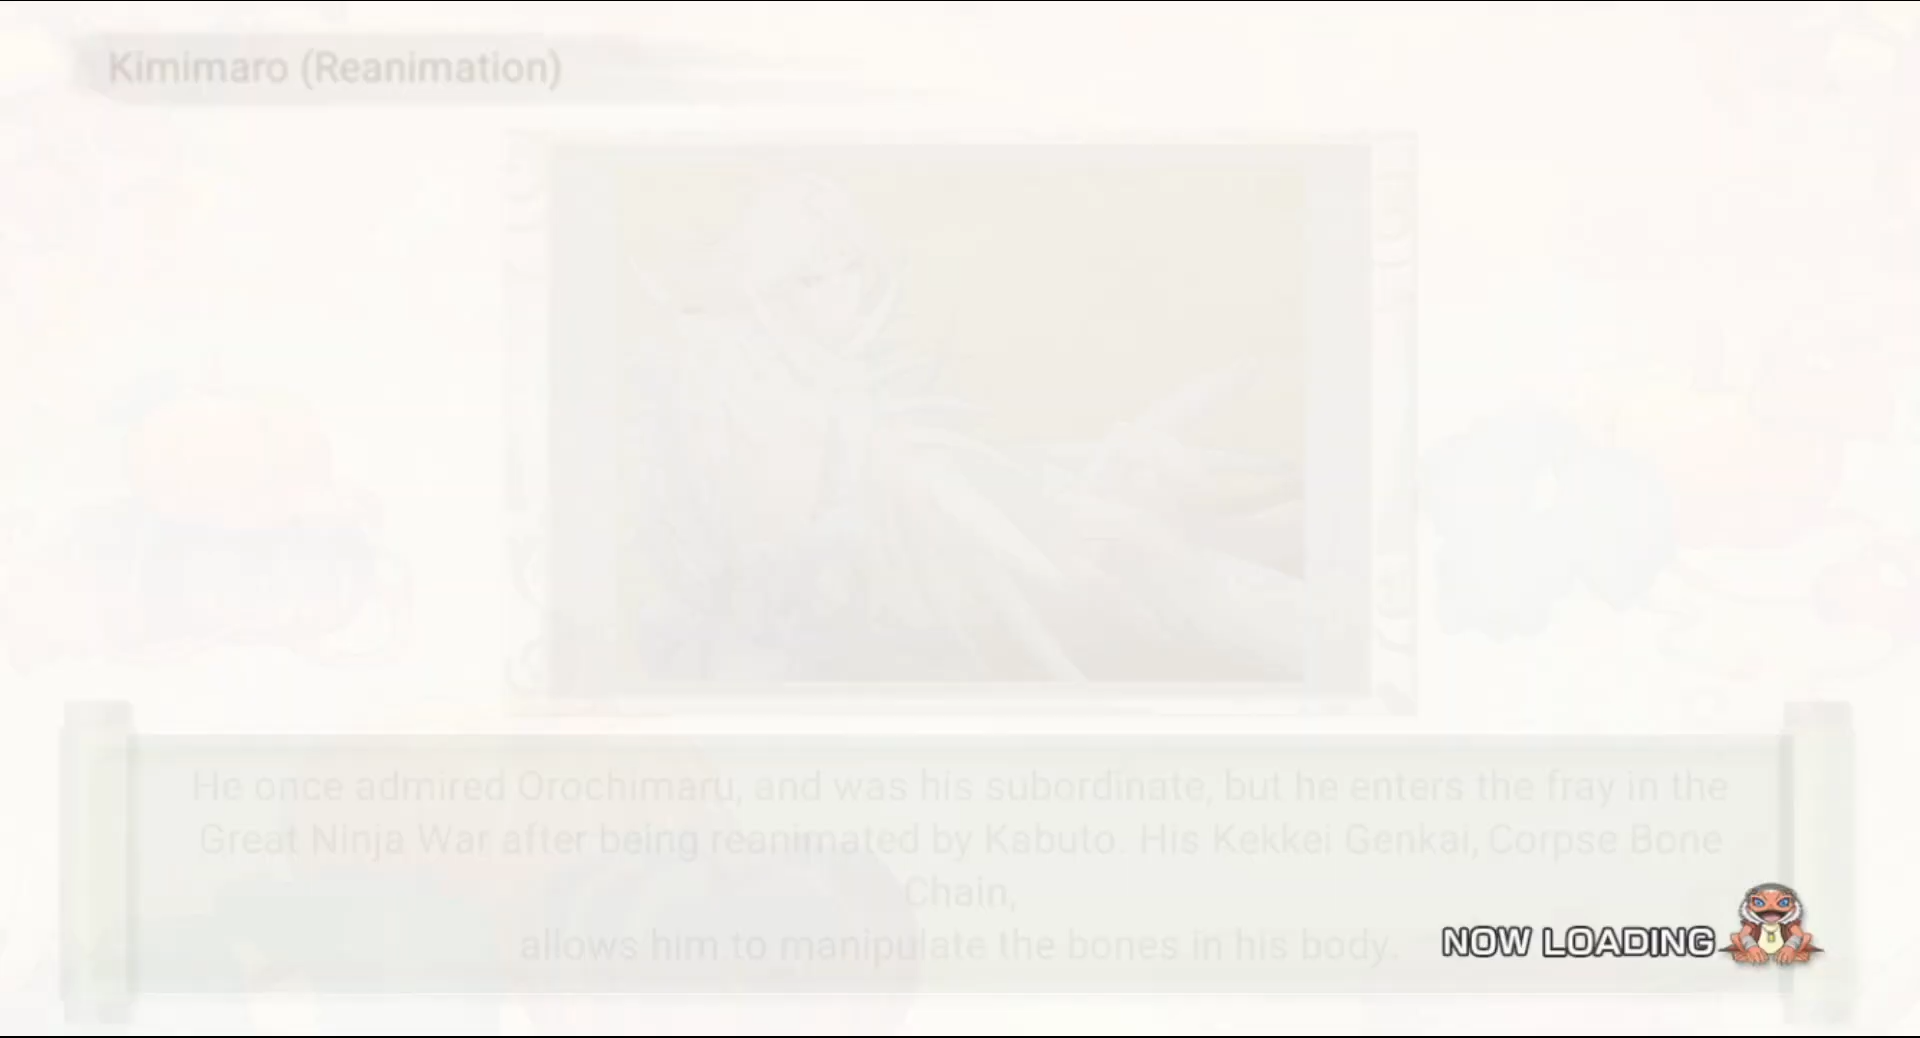 Kimimaro (Reanimation)
He once admired Orochimaru, and was his subordinate, but he enters the fray in the
Great Ninja War after being reanimated by Kabuto. His Kekkei Genkai, Corpse Bone
Chain,
allows him to manipulate the bones in his body.
NOW LOADING